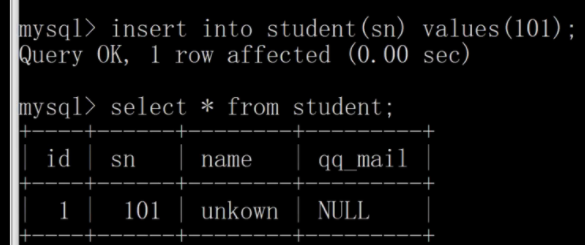 mysql> insert into student(sn) values(101);
Query OK, 1 row affected (0.00 sec)
mysql> select * from student;
+----+------+--------+---------+
| id | sn | name | qq_mail |
+----+------+--------+---------+
| 1 | 101 | unkown | NULL |
+----+------+--------+---------+